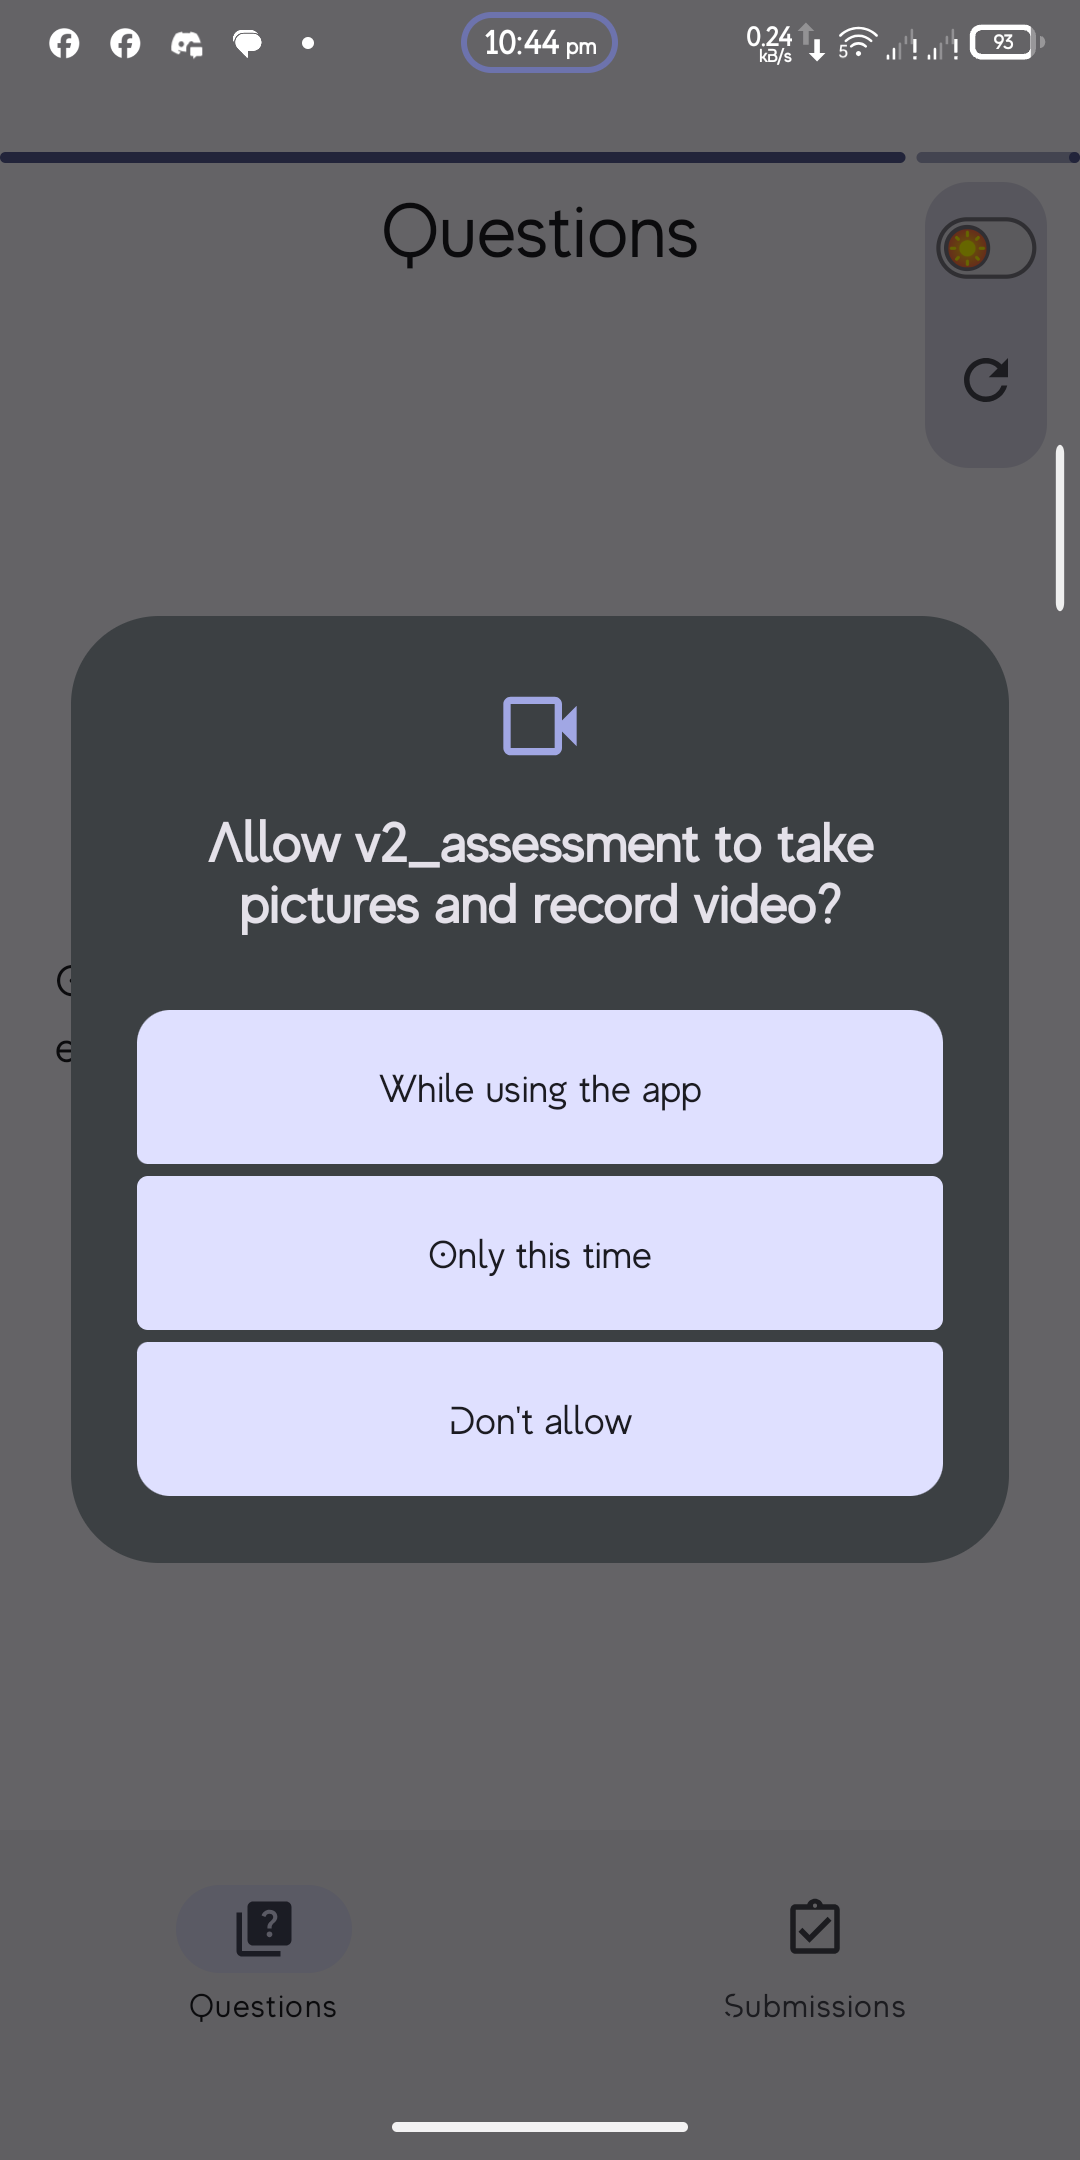 10:44 pm
0.24
kB/s
5
93
Questions
Allow v2_assessment to take
pictures and record video?
While using the app
Only this time
Don't allow
Questions
Submissions